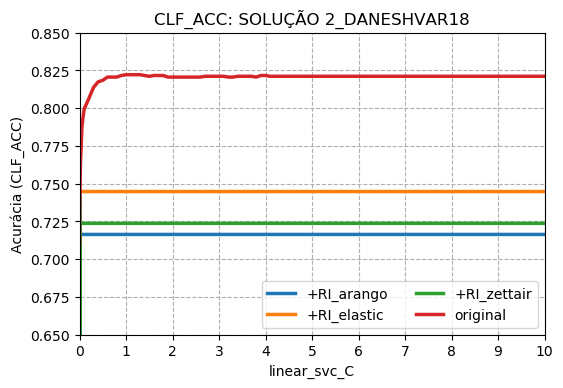 CLF_ACC: SOLUÇÃO 2_DANESHVAR18
Acurácia (CLF_ACC)
0.850
0.825
0.800
0.775
0.750
0.725
0.700
0.675
0.650
+RI_arango
+RI_elastic
+RI_zettair
original
0 1 2 3 4 5 6 7 8 9 10
linear_svc_C